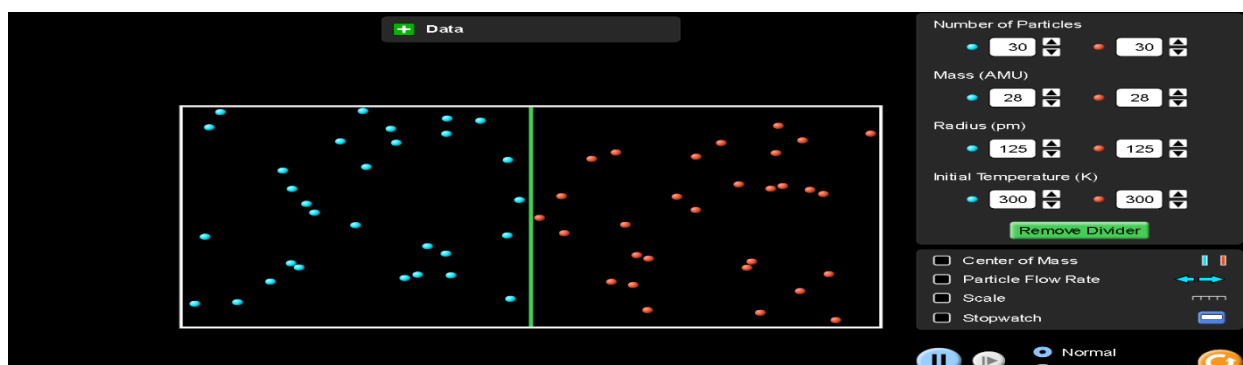 Data
Number of Particles
30 30
Mass (AMU)
28 28
Radius (pm)
125 125
Initial Temperature (K)
300 300
Remove Divider
Center of Mass
Particle Flow Rate
Scale
Stopwatch
Normal